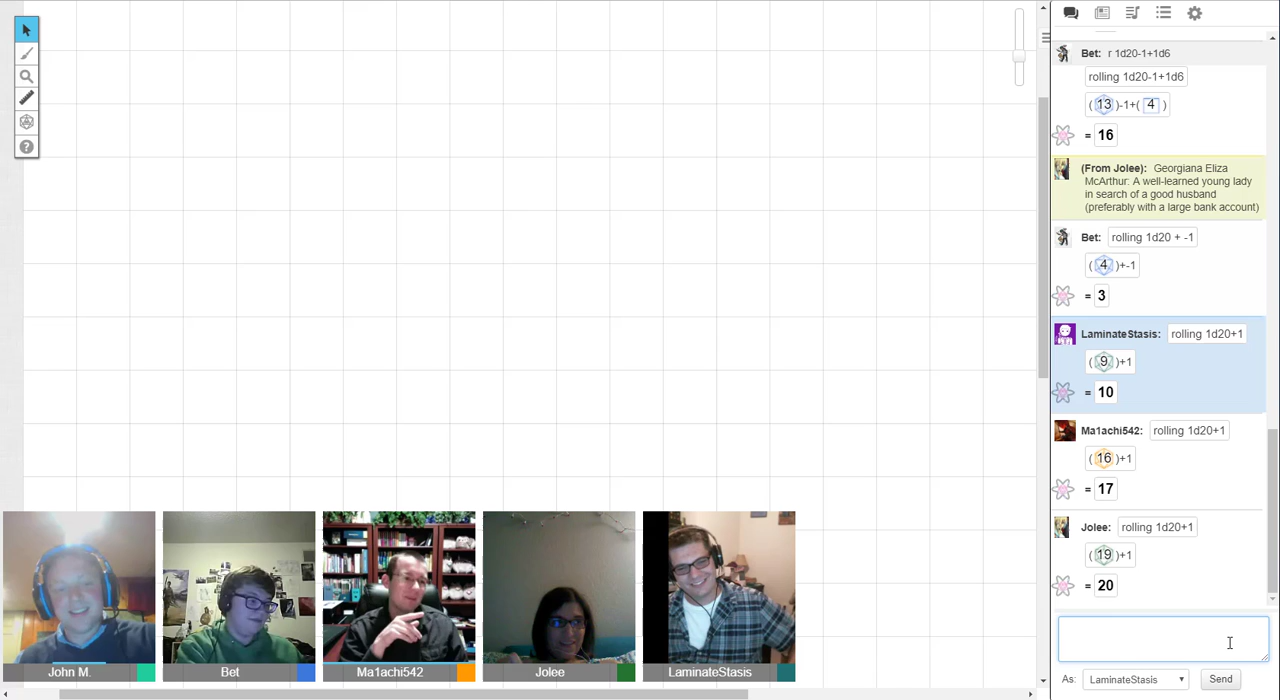 Bet: r 1d20-1+1d6
rolling 1d20-1+1d6
(13)-1+( 4 )
= 16
(From Jolee): Georgiana Eliza
McArthur: A well-learned young lady
in search of a good husband
(preferably with a large bank account)
Bet: rolling 1d20 + -1
(4)+-1
= 3
LaminateStasis: rolling 1d20+1
(9)+1
= 10
Ma1achi542: rolling 1d20+1
(16)+1
= 17
Jolee: rolling 1d20+1
(19)+1
= 20
As: LaminateStasis Send
John M. Bet Ma1achi542 Jolee LaminateStasis